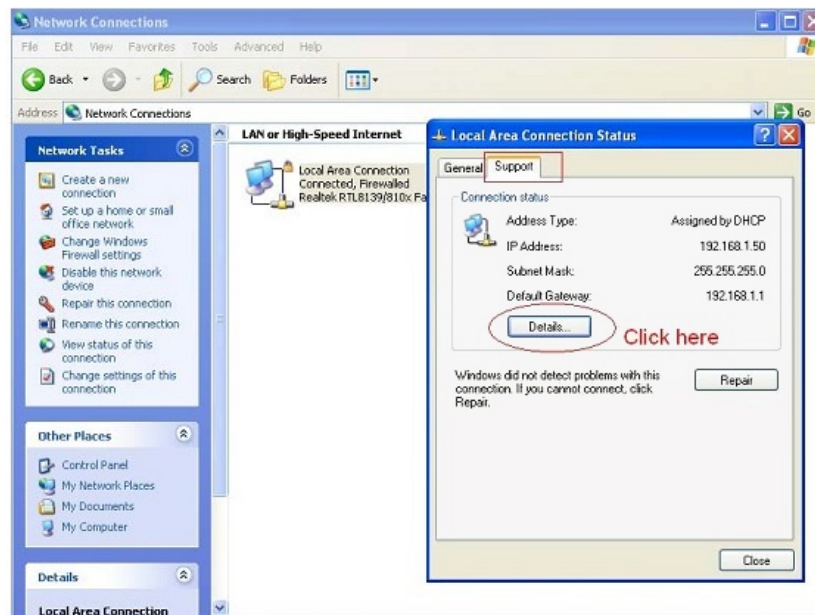 Network Connections
File Edit View Favorites Tools Advanced Help
Back Search Folders
Address Network Connections Go
Network Tasks
Create a new
connection
Set up a home or small
office network
Change Windows
Firewall settings
Disable this network
device
Repair this connection
Rename this connection
View status of this
connection
Change settings of this
connection
Other Places
Control Panel
My Network Places
My Documents
My Computer
Details
Local Area Connection
LAN or High-Speed Internet
Local Area Connection
Connected, Firewalled
Realtek RTL8139/810x Fa
Local Area Connection Status
General Support
Connection status
Address Type: Assigned by DHCP
IP Address: 192.168.1.50
Subnet Mask: 255.255.255.0
Default Gateway: 192.168.1.1
Details... Click here
Windows did not detect problems with this
connection. If you cannot connect, click
Repair.
Repair
Close